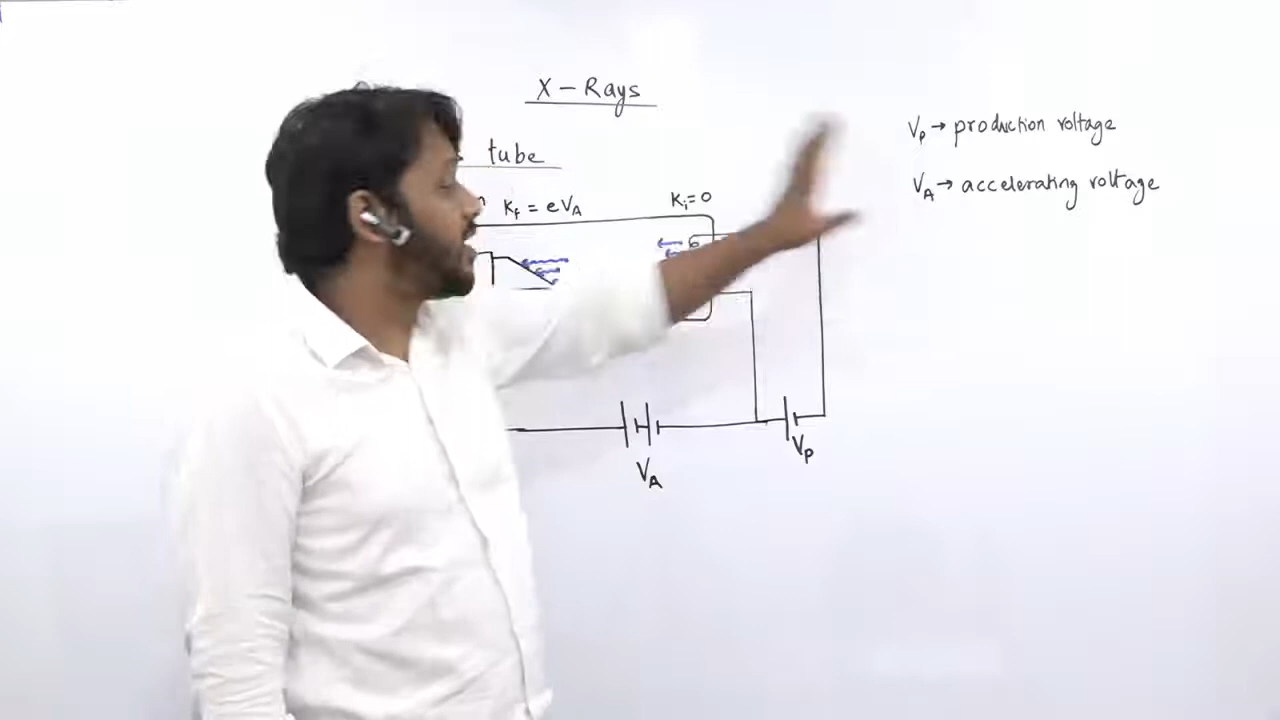 X - Rays
tube
V_P → production voltage
V_A → accelerating voltage
K_f = eV_A
K_i = 0
V_A
V_P